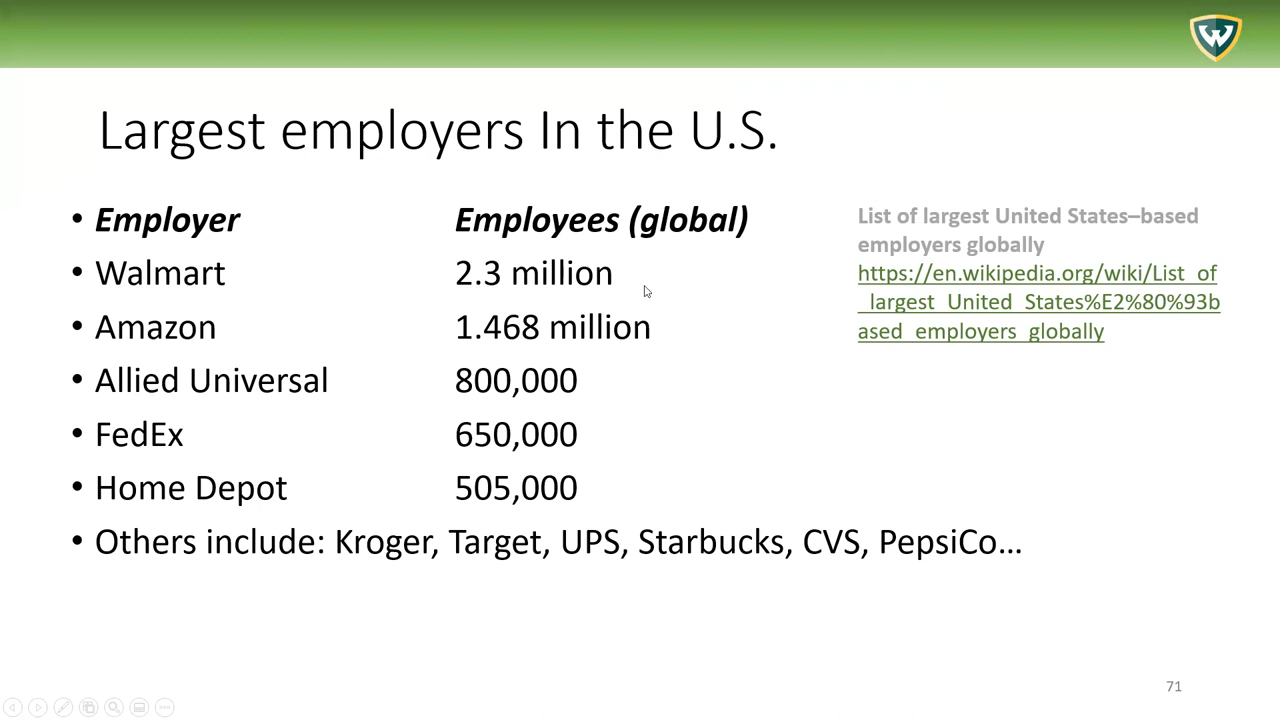 Largest employers In the U.S.
• Employer Employees (global)
• Walmart 2.3 million
• Amazon 1.468 million
• Allied Universal 800,000
• FedEx 650,000
• Home Depot 505,000
• Others include: Kroger, Target, UPS, Starbucks, CVS, PepsiCo…
List of largest United States–based
employers globally
https://en.wikipedia.org/wiki/List_of
_largest_United_States%E2%80%93b
ased_employers_globally
71
W